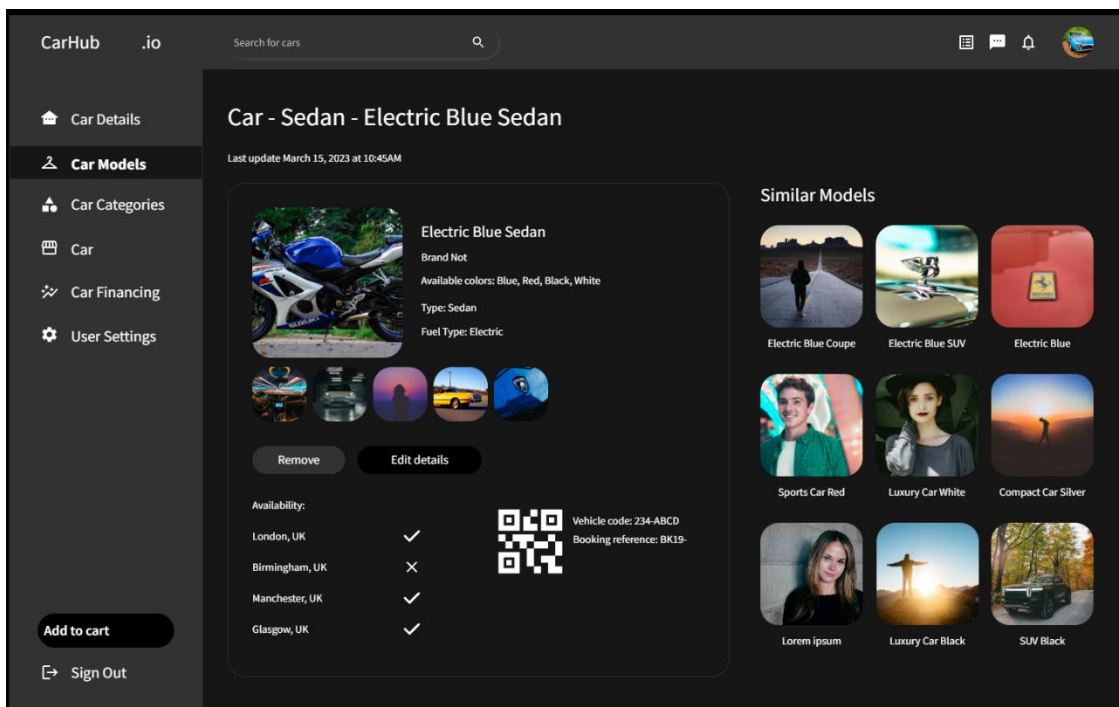 CarHub .io
Search for cars
Car Details
Car Models
Car Categories
Car
Car Financing
User Settings
Add to cart
Sign Out
Car - Sedan - Electric Blue Sedan
Last update March 15, 2023 at 10:45AM
SUZUKI
Electric Blue Sedan
Brand Not
Available colors: Blue, Red, Black, White
Type: Sedan
Fuel Type: Electric
Remove
Edit details
Availability:
London, UK
Birmingham, UK
Manchester, UK
Glasgow, UK
Vehicle code: 234-ABCD
Booking reference: BK19-
Similar Models
Electric Blue Coupe
Electric Blue SUV
Electric Blue
Sports Car Red
Luxury Car White
Compact Car Silver
Lorem ipsum
Luxury Car Black
SUV Black